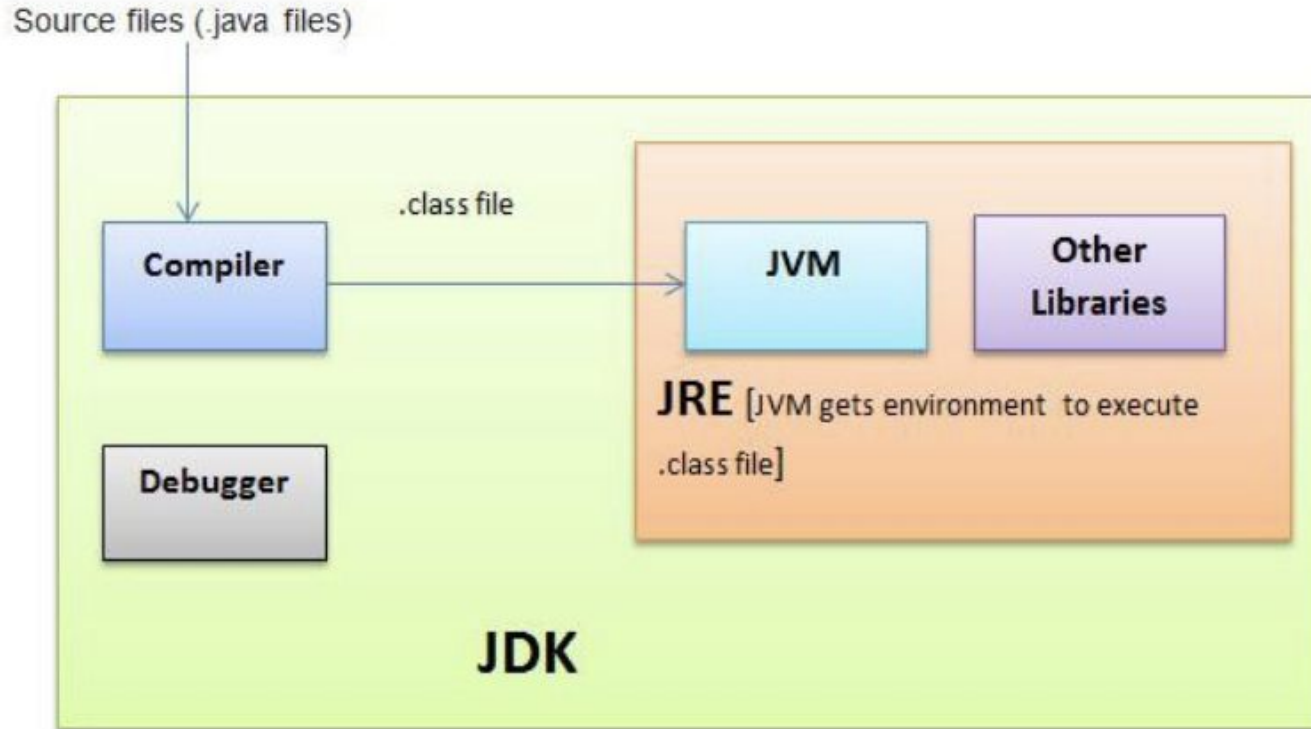 Source files (.java files)
.class file
Compiler
JVM
Other
Libraries
JRE [JVM gets environment to execute
.class file]
Debugger
JDK